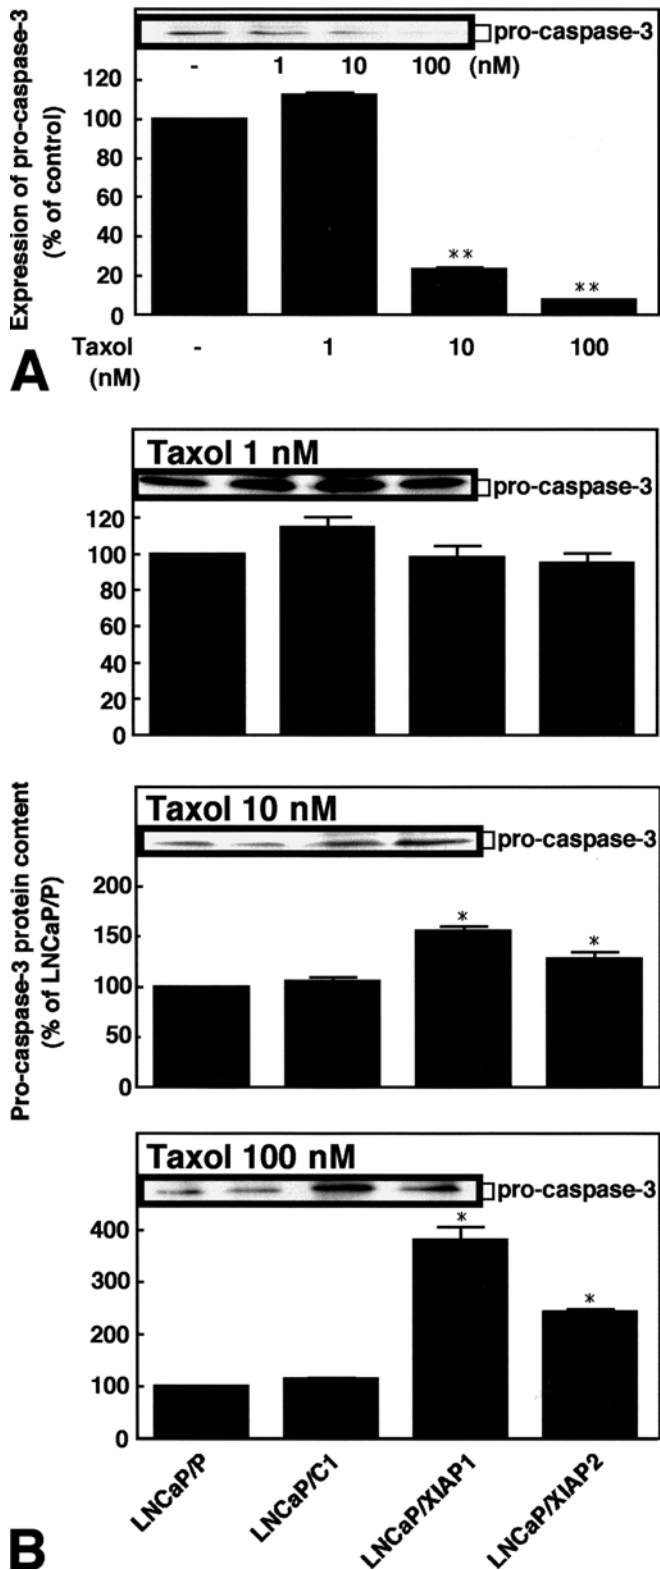 pro-caspase-3
- 1 10 100 (nM)
Expression of pro-caspase-3
(% of control)
120
100
80
60
40
20
0
** **
Taxol - 1 10 100
(nM)
A
Taxol 1 nM
pro-caspase-3
120
100
80
60
40
20
0
Pro-caspase-3 protein content
(% of LNCaP/P)
Taxol 10 nM
pro-caspase-3
200
150
100
50
0
* *
Taxol 100 nM
pro-caspase-3
400
300
200
100
0
* *
LNCaP/P
LNCaP/C1
LNCaP/XIAP1
LNCaP/XIAP2
B